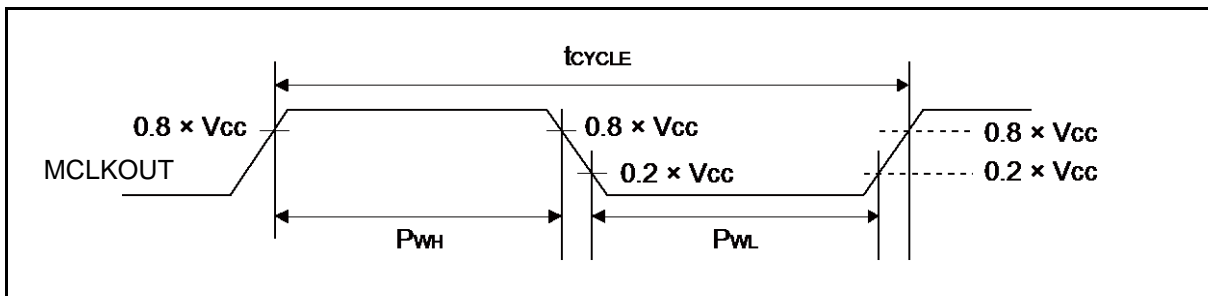 tCYCLE
0.8 × Vcc
0.8 × Vcc
0.8 × Vcc
MCLKOUT
0.2 × Vcc
0.2 × Vcc
PWH
PWL